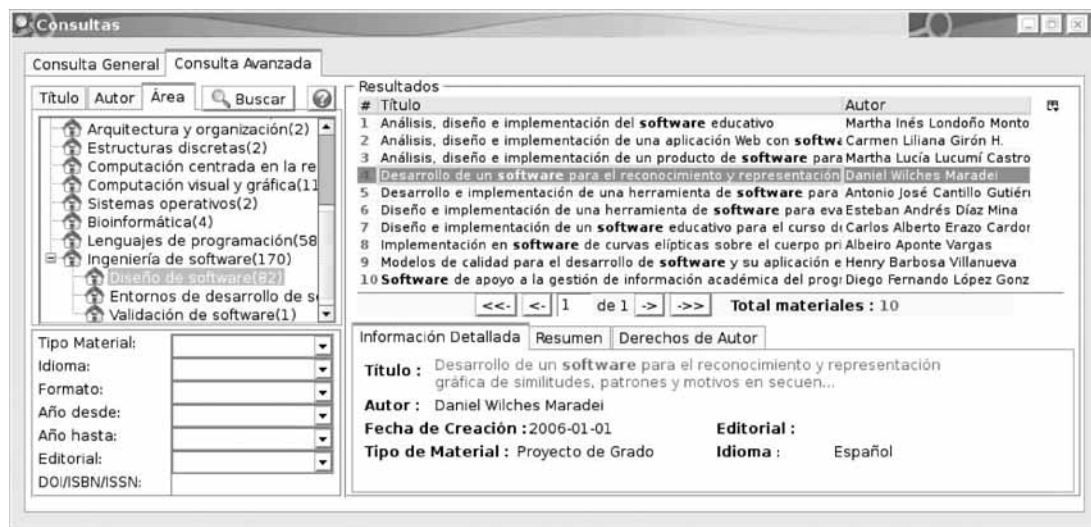 Consultas
Consulta General Consulta Avanzada
Título Autor Área Buscar
Arquitectura y organización(2)
Estructuras discretas(2)
Computación centrada en la re
Computación visual y gráfica(11
Sistemas operativos(2)
Bioinformática(4)
Lenguajes de programación(58
Ingeniería de software(170)
Diseño de software(82)
Entornos de desarrollo de s
Validación de software(1)
Tipo Material:
Idioma:
Formato:
Año desde:
Año hasta:
Editorial:
DOI/ISBN/ISSN:
Resultados
# Título Autor
1 Análisis, diseño e implementación del software educativo Martha Inés Londoño Monto
2 Análisis, diseño e implementación de una aplicación Web con softwa Carmen Liliana Girón H.
3 Análisis, diseño e implementación de un producto de software para Martha Lucía Lucumí Castro
4 Desarrollo de un software para el reconocimiento y representación Daniel Wilches Maradei
5 Desarrollo e implementación de una herramienta de software para Antonio José Cantillo Gutiérr
6 Diseño e implementación de una herramienta de software para eva Esteban Andrés Díaz Mina
7 Diseño e implementación de un software educativo para el curso d Carlos Alberto Erazo Cardor
8 Implementación en software de curvas elípticas sobre el cuerpo pri Albeiro Aponte Vargas
9 Modelos de calidad para el desarrollo de software y su aplicación e Henry Barbosa Villanueva
10 Software de apoyo a la gestión de información académica del progr Diego Fernando López Gonz
<<- <- 1 de 1 -> ->> Total materiales : 10
Información Detallada Resumen Derechos de Autor
Título : Desarrollo de un software para el reconocimiento y representación
gráfica de similitudes, patrones y motivos en secuen...
Autor : Daniel Wilches Maradei
Fecha de Creación : 2006-01-01 Editorial :
Tipo de Material : Proyecto de Grado Idioma : Español